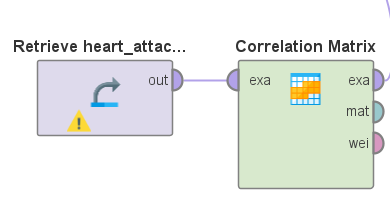 Retrieve heart_attac...
Correlation Matrix
out
exa
exa
mat
wei